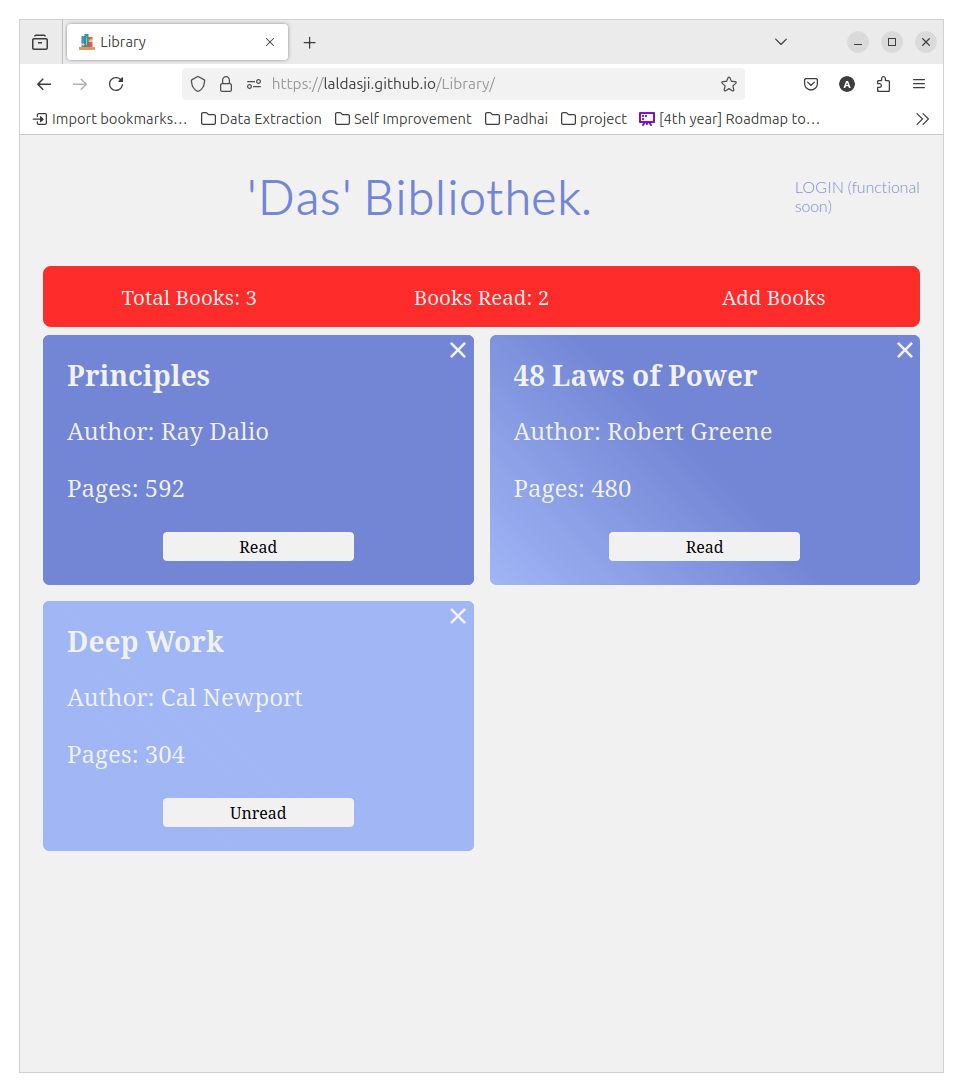 Library
https://laldasji.github.io/Library/
A
Import bookmarks… Data Extraction Self Improvement Padhai project [4th year] Roadmap to…
'Das' Bibliothek.
LOGIN (functional
soon)
Total Books: 3 Books Read: 2 Add Books
Principles
Author: Ray Dalio
Pages: 592
Read
48 Laws of Power
Author: Robert Greene
Pages: 480
Read
Deep Work
Author: Cal Newport
Pages: 304
Unread